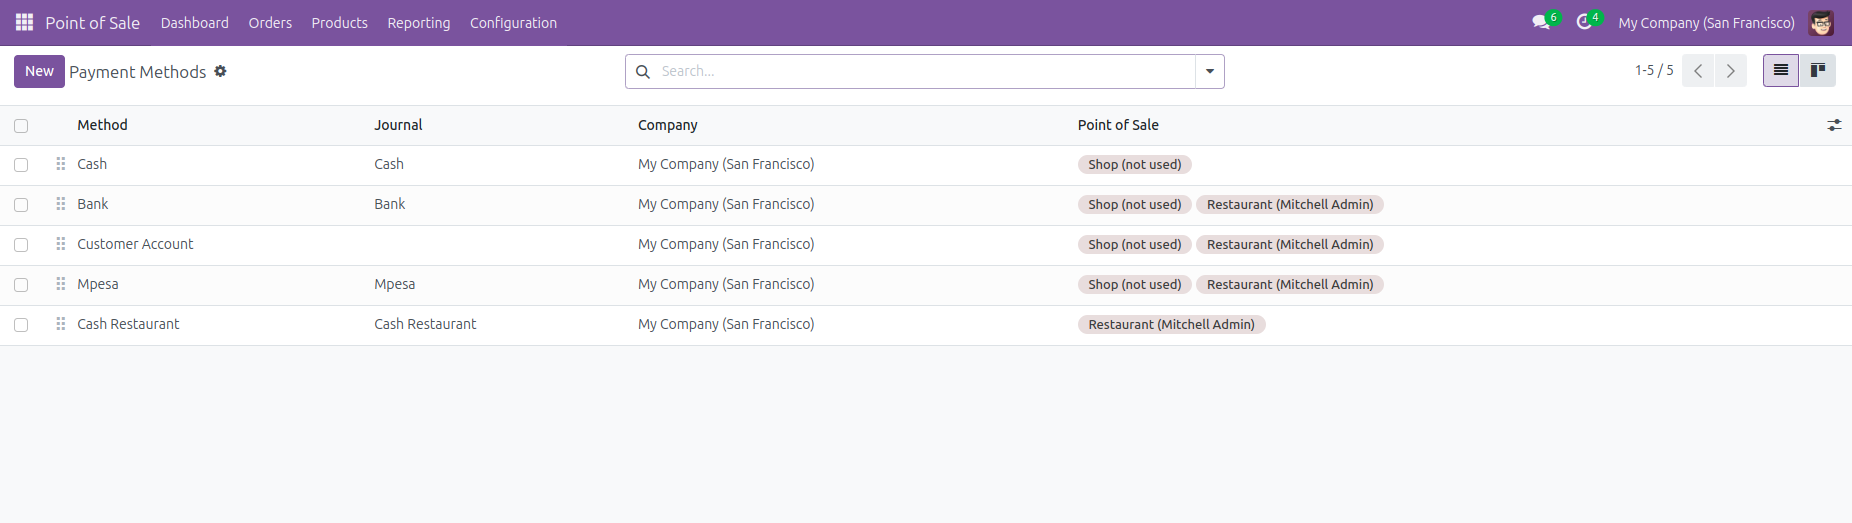 Point of Sale Dashboard Orders Products Reporting Configuration 6 4 My Company (San Francisco)
New Payment Methods Search... 1-5 / 5
Method Journal Company Point of Sale
Cash Cash My Company (San Francisco) Shop (not used)
Bank Bank My Company (San Francisco) Shop (not used) Restaurant (Mitchell Admin)
Customer Account My Company (San Francisco) Shop (not used) Restaurant (Mitchell Admin)
Mpesa Mpesa My Company (San Francisco) Shop (not used) Restaurant (Mitchell Admin)
Cash Restaurant Cash Restaurant My Company (San Francisco) Restaurant (Mitchell Admin)